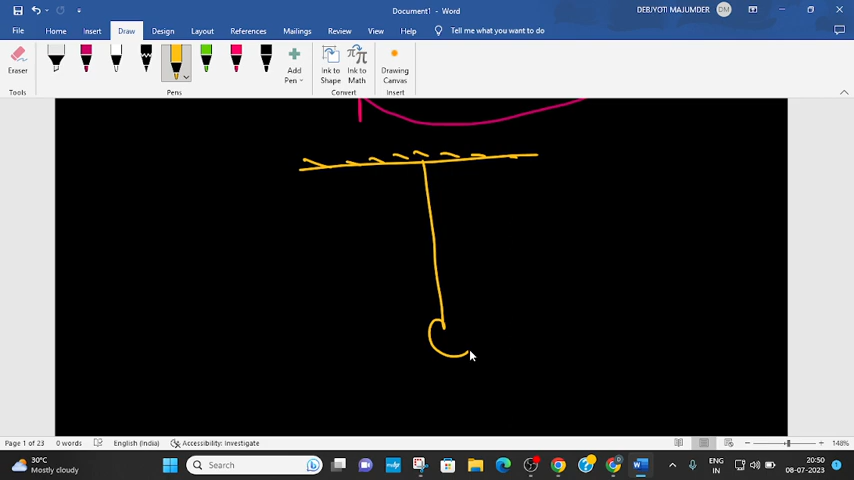 Document1 - Word
DEBJYOTI MAJUMDER DM
File Home Insert Draw Design Layout References Mailings Review View Help Tell me what you want to do
Eraser
Add Pen
Ink to Shape
Ink to Math
Drawing Canvas
Tools Pens Convert Insert
Page 1 of 23 0 words English (India) Accessibility: Investigate 148%
30°C
Mostly cloudy
Search
ENG
IN
20:50
08-07-2023
1